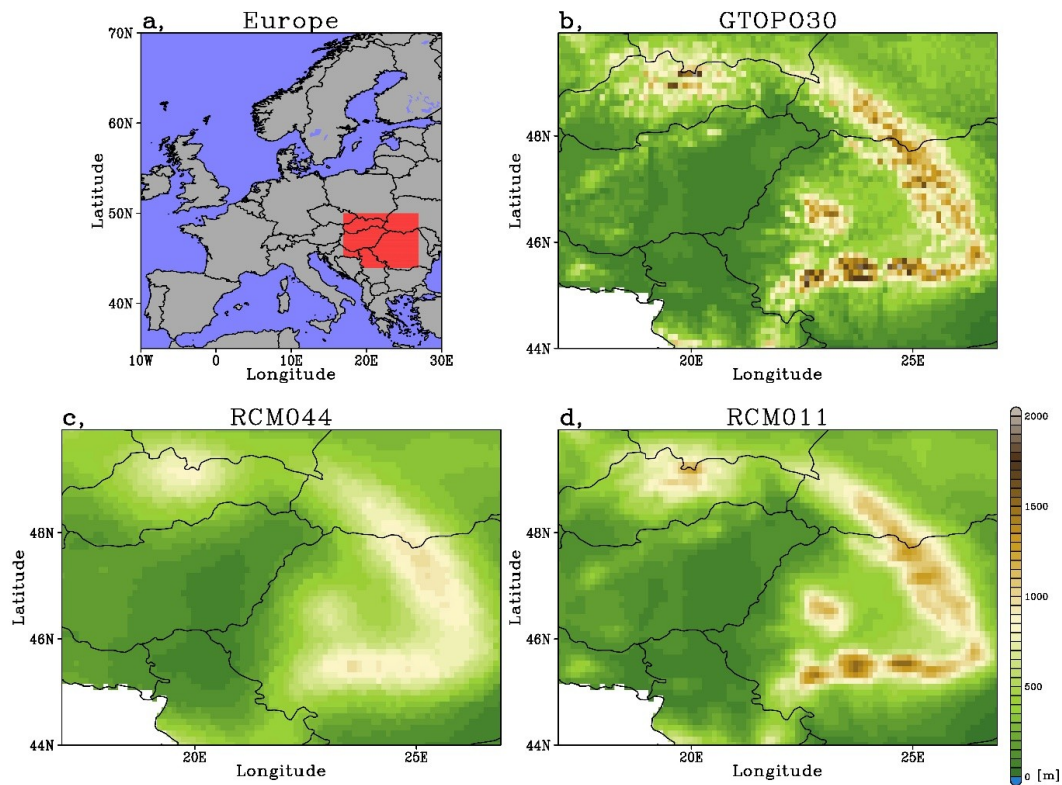 a, Europe
70N
60N
50N
40N
10W 0 10E 20E 30E
Latitude
Longitude
b, GTOPO30
48N
46N
44N
20E 25E
Latitude
Longitude
c, RCM044
48N
46N
44N
20E 25E
Latitude
Longitude
d, RCM011
48N
46N
44N
20E 25E
Latitude
Longitude
2000
1500
1000
500
0 [m]